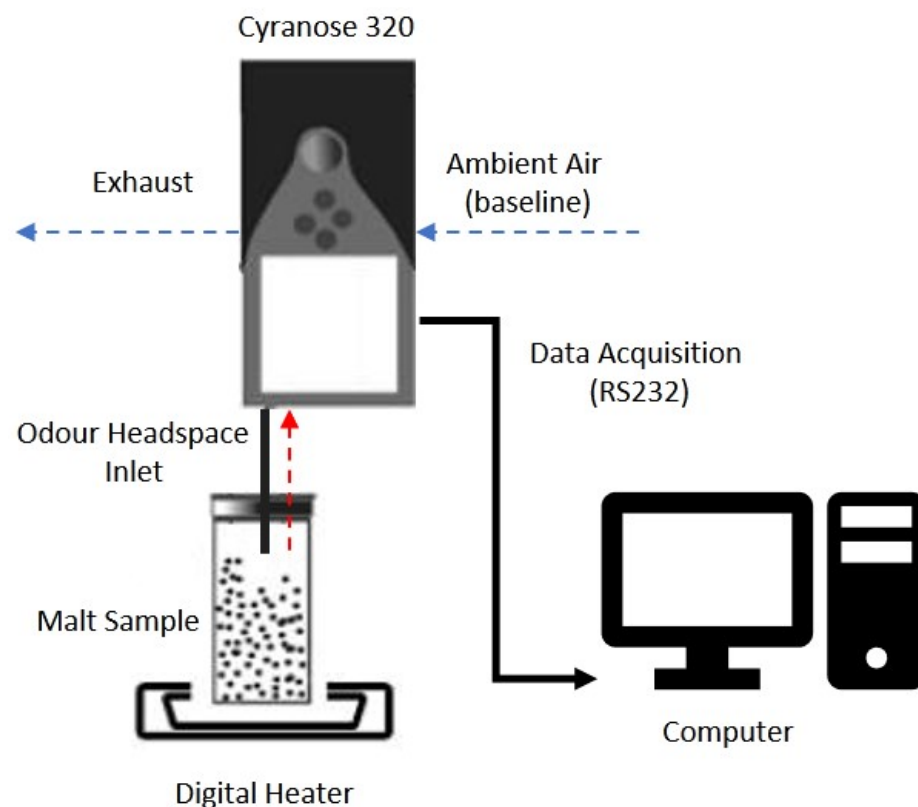 Cyranose 320
Exhaust
Ambient Air
(baseline)
Data Acquisition
(RS232)
Odour Headspace
Inlet
Malt Sample
Computer
Digital Heater